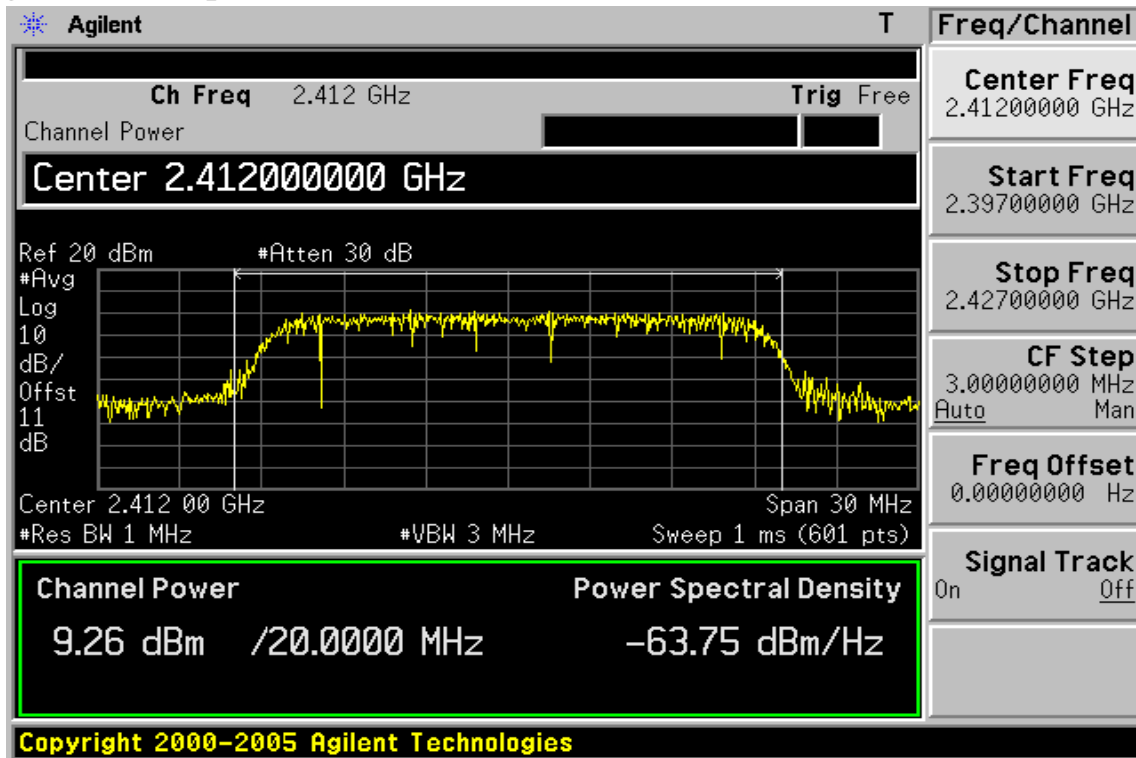 Agilent T Freq/Channel
Ch Freq 2.412 GHz Trig Free
Channel Power
Center 2.412000000 GHz
Ref 20 dBm #Atten 30 dB
#Avg
Log
10
dB/
Offst
11
dB
Center 2.412 00 GHz Span 30 MHz
#Res BW 1 MHz #VBW 3 MHz Sweep 1 ms (601 pts)
Channel Power Power Spectral Density
9.26 dBm /20.0000 MHz -63.75 dBm/Hz
Center Freq
2.41200000 GHz
Start Freq
2.39700000 GHz
Stop Freq
2.42700000 GHz
CF Step
3.00000000 MHz
Auto Man
Freq Offset
0.00000000 Hz
Signal Track
On Off
Copyright 2000-2005 Agilent Technologies